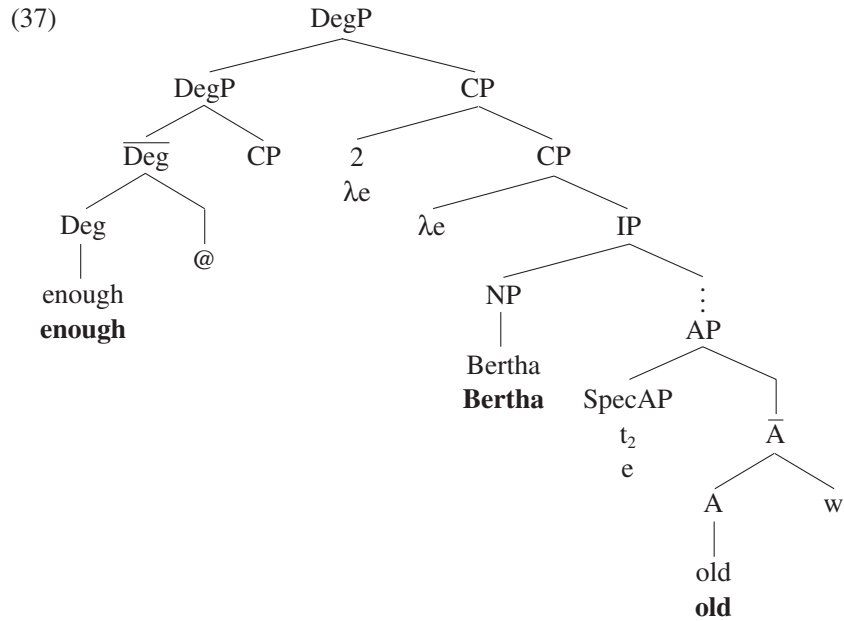 (37) DegP
DegP CP
D̅e̅g̅ CP 2 CP
λe
Deg @ λe IP
enough NP ⋮
enough AP
Bertha SpecAP A̅
Bertha t₂
e
A w
old
old